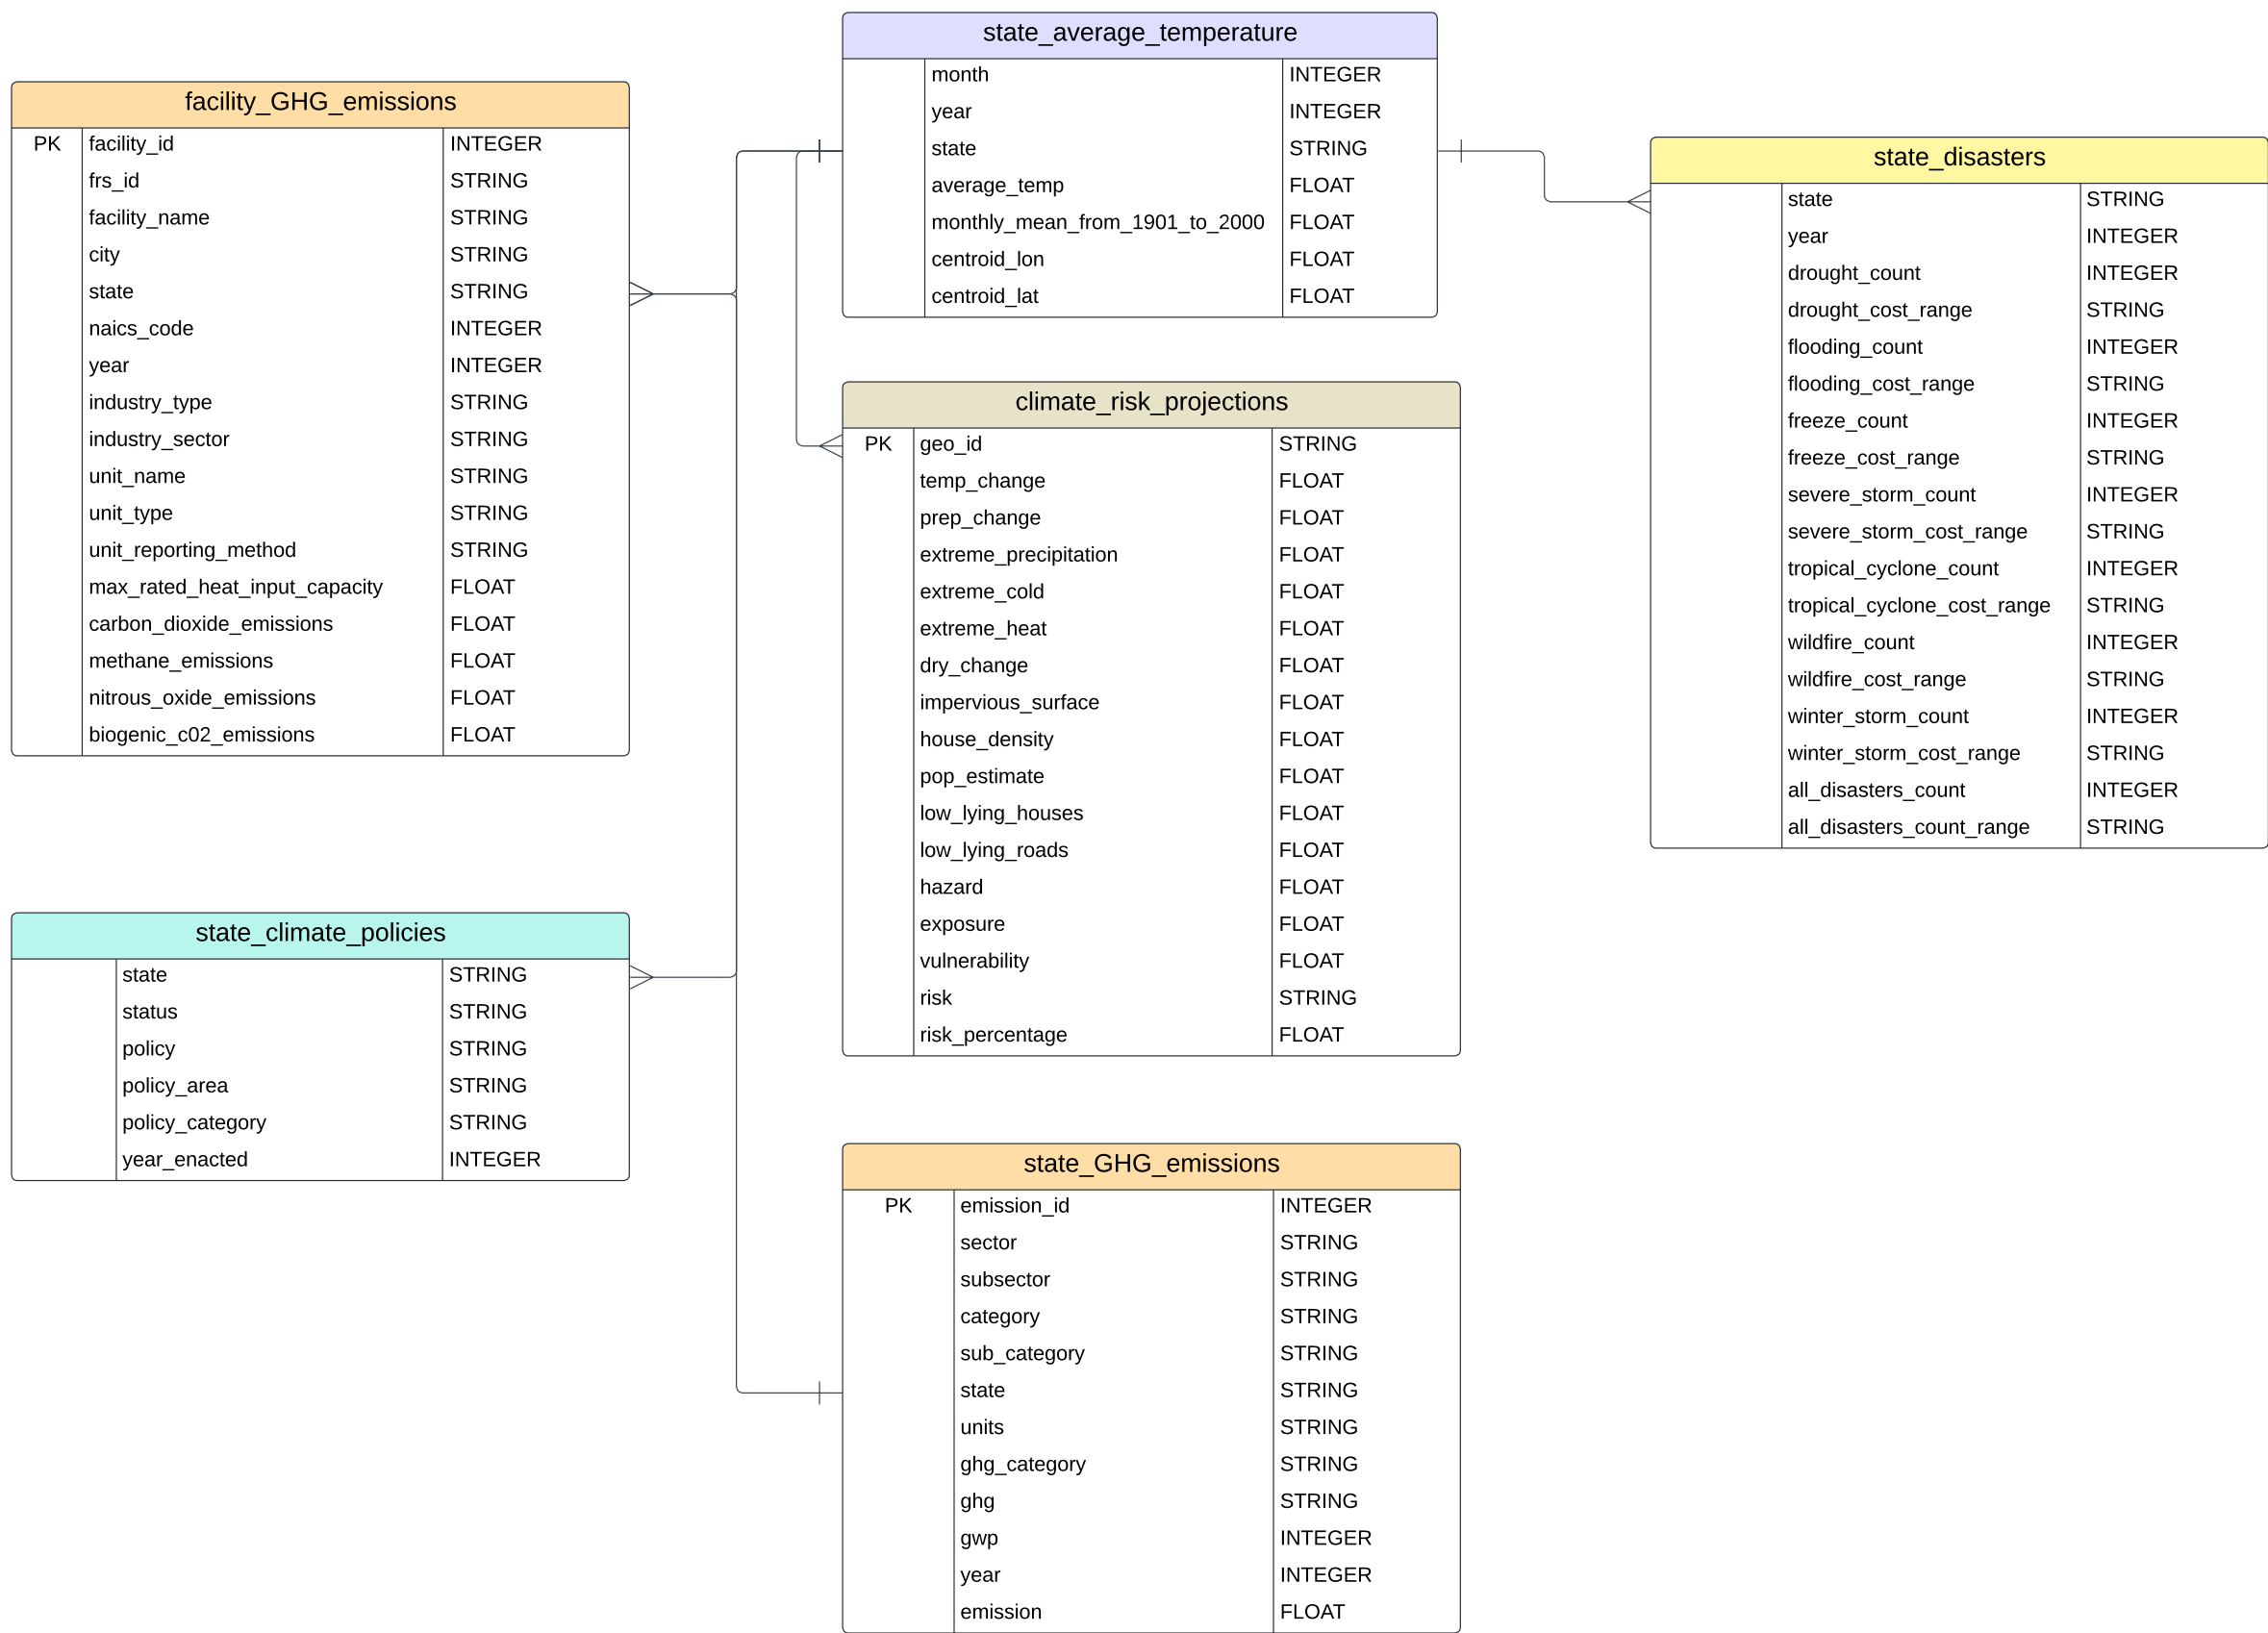 state_average_temperature
month INTEGER
year INTEGER
state STRING
average_temp FLOAT
monthly_mean_from_1901_to_2000 FLOAT
centroid_lon FLOAT
centroid_lat FLOAT
facility_GHG_emissions
PK facility_id INTEGER
frs_id STRING
facility_name STRING
city STRING
state STRING
naics_code INTEGER
year INTEGER
industry_type STRING
industry_sector STRING
unit_name STRING
unit_type STRING
unit_reporting_method STRING
max_rated_heat_input_capacity FLOAT
carbon_dioxide_emissions FLOAT
methane_emissions FLOAT
nitrous_oxide_emissions FLOAT
biogenic_c02_emissions FLOAT
state_disasters
state STRING
year INTEGER
drought_count INTEGER
drought_cost_range STRING
flooding_count INTEGER
flooding_cost_range STRING
freeze_count INTEGER
freeze_cost_range STRING
severe_storm_count INTEGER
severe_storm_cost_range STRING
tropical_cyclone_count INTEGER
tropical_cyclone_cost_range STRING
wildfire_count INTEGER
wildfire_cost_range STRING
winter_storm_count INTEGER
winter_storm_cost_range STRING
all_disasters_count INTEGER
all_disasters_count_range STRING
climate_risk_projections
PK geo_id STRING
temp_change FLOAT
prep_change FLOAT
extreme_precipitation FLOAT
extreme_cold FLOAT
extreme_heat FLOAT
dry_change FLOAT
impervious_surface FLOAT
house_density FLOAT
pop_estimate FLOAT
low_lying_houses FLOAT
low_lying_roads FLOAT
hazard FLOAT
exposure FLOAT
vulnerability FLOAT
risk STRING
risk_percentage FLOAT
state_climate_policies
state STRING
status STRING
policy STRING
policy_area STRING
policy_category STRING
year_enacted INTEGER
state_GHG_emissions
PK emission_id INTEGER
sector STRING
subsector STRING
category STRING
sub_category STRING
state STRING
units STRING
ghg_category STRING
ghg STRING
gwp INTEGER
year INTEGER
emission FLOAT